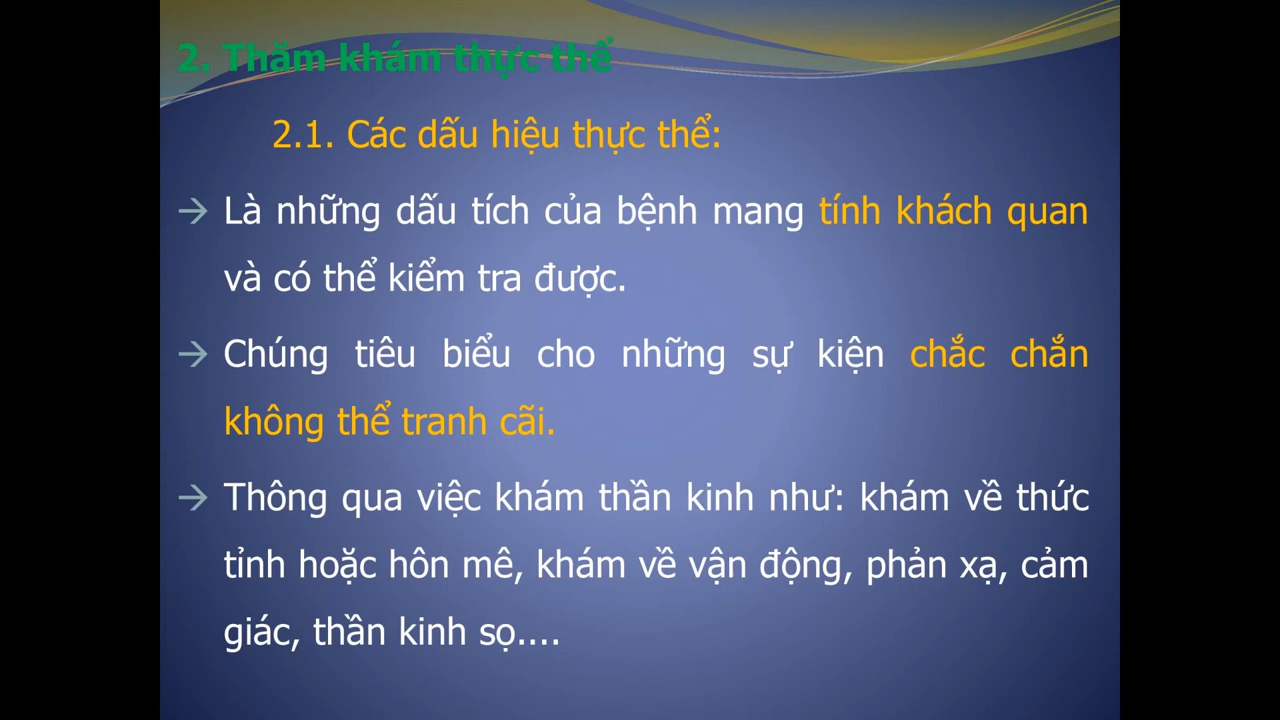 2. Thăm khám thực thể
2.1. Các dấu hiệu thực thể:
→ Là những dấu tích của bệnh mang tính khách quan
và có thể kiểm tra được.
→ Chúng tiêu biểu cho những sự kiện chắc chắn
không thể tranh cãi.
→ Thông qua việc khám thần kinh như: khám về thức
tỉnh hoặc hôn mê, khám về vận động, phản xạ, cảm
giác, thần kinh sọ....